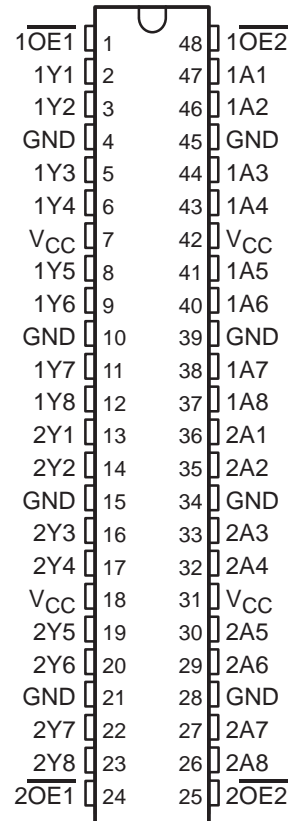 1OE1 1 48 1OE2
1Y1 2 47 1A1
1Y2 3 46 1A2
GND 4 45 GND
1Y3 5 44 1A3
1Y4 6 43 1A4
VCC 7 42 VCC
1Y5 8 41 1A5
1Y6 9 40 1A6
GND 10 39 GND
1Y7 11 38 1A7
1Y8 12 37 1A8
2Y1 13 36 2A1
2Y2 14 35 2A2
GND 15 34 GND
2Y3 16 33 2A3
2Y4 17 32 2A4
VCC 18 31 VCC
2Y5 19 30 2A5
2Y6 20 29 2A6
GND 21 28 GND
2Y7 22 27 2A7
2Y8 23 26 2A8
2OE1 24 25 2OE2